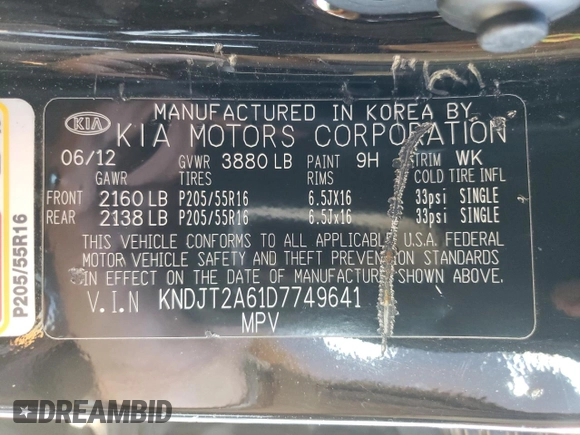 MANUFACTURED IN KOREA BY
KIA KIA MOTORS CORPORATION
06/12 GVWR 3880 LB PAINT 9H TRIM WK
GAWR TIRES RIMS COLD TIRE INFL
FRONT 2160 LB P205/55R16 6.5JX16 33psi SINGLE
REAR 2138 LB P205/55R16 6.5Jx16 33psi SINGLE
THIS VEHICLE CONFORMS TO ALL APPLICABLE U.S.A. FEDERAL
MOTOR VEHICLE SAFETY AND THEFT PREVENTION STANDARDS
IN EFFECT ON THE DATE OF MANUFACTURE SHOWN ABOVE.
V.I.N KNDJT2A61D7749641
MPV
P205/55R16
DREAMBID